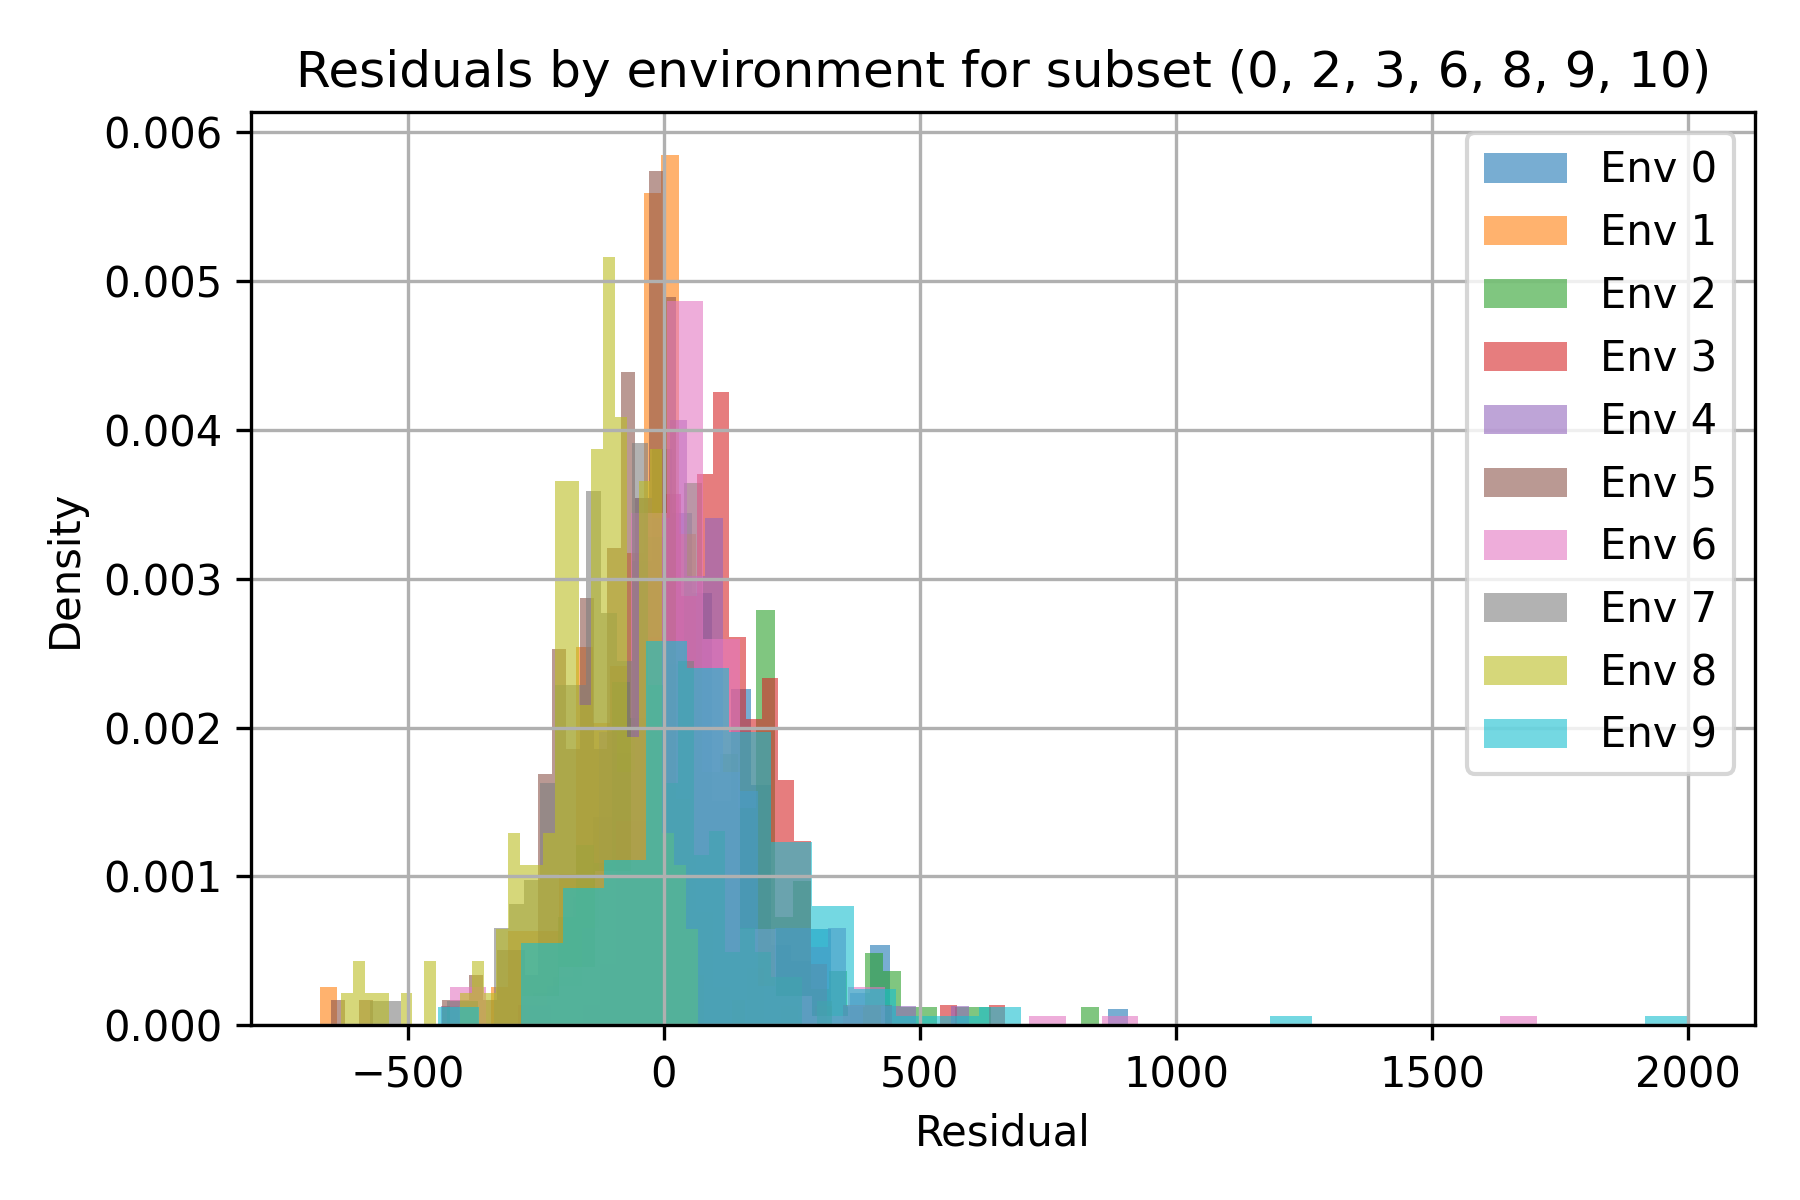 Residuals by environment for subset (0, 2, 3, 6, 8, 9, 10)
0.006
0.005
0.004
0.003
0.002
0.001
0.000
Density
−500
0
500
1000
1500
2000
Residual
Env 0
Env 1
Env 2
Env 3
Env 4
Env 5
Env 6
Env 7
Env 8
Env 9